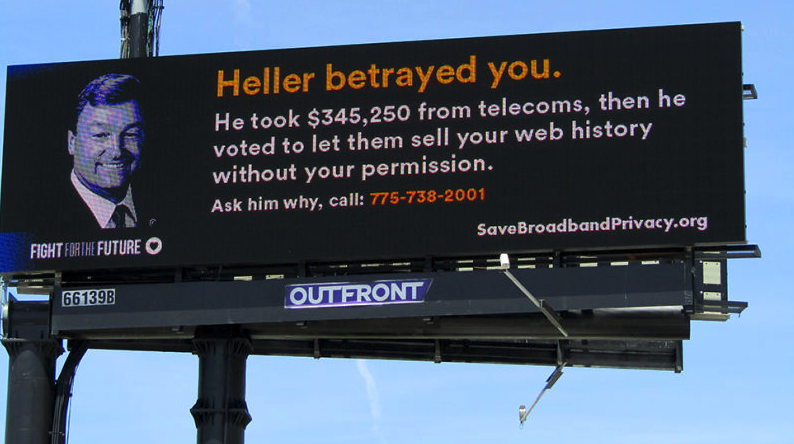 Heller betrayed you.
He took $345,250 from telecoms, then he
voted to let them sell your web history
without your permission.
Ask him why, call: 775-738-2001
SaveBroadbandPrivacy.org
FIGHT FOR THE FUTURE
66139B
OUTFRONT